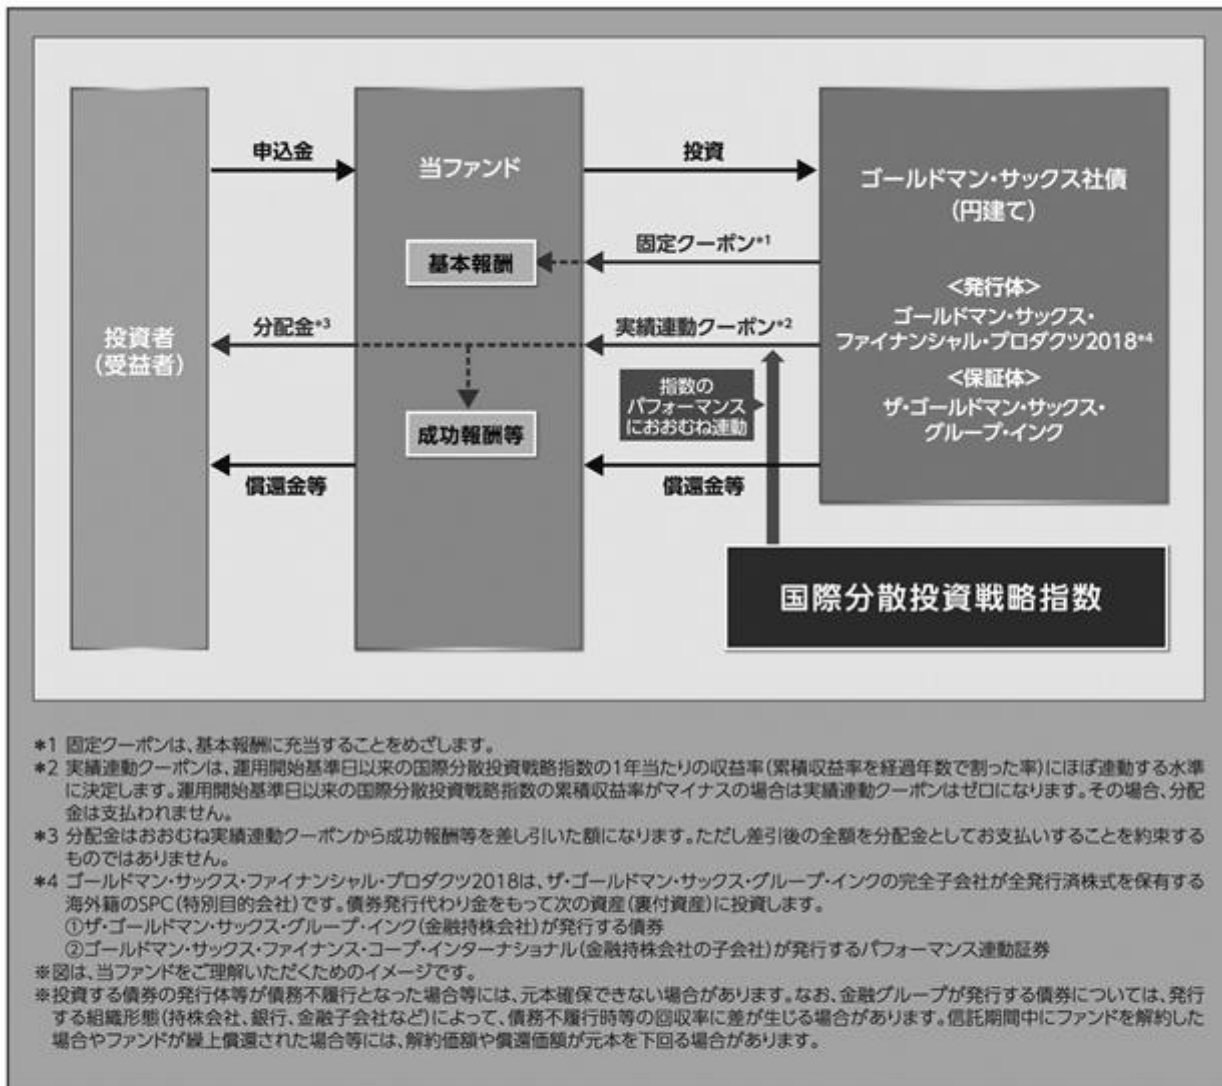 申込金
投資
当ファンド
ゴールドマン・サックス社債
(円建て)
固定クーポン*1
基本報酬
<発行体>
ゴールドマン・サックス・
ファイナンシャル・プロダクツ2018*4
分配金*3
実績連動クーポン*2
投資者
(受益者)
<保証体>
ザ・ゴールドマン・サックス・
グループ・インク
指数の
パフォーマンス
におおむね連動
成功報酬等
償還金等
償還金等
国際分散投資戦略指数
*1 固定クーポンは、基本報酬に充当することをめざします。
*2 実績連動クーポンは、運用開始基準日以来の国際分散投資戦略指数の1年当たりの収益率(累積収益率を経過年数で割った率)にほぼ連動する水準
に決定します。運用開始基準日以来の国際分散投資戦略指数の累積収益率がマイナスの場合は実績連動クーポンはゼロになります。その場合、分配
金は支払われません。
*3 分配金はおおむね実績連動クーポンから成功報酬等を差し引いた額になります。ただし差引後の全額を分配金としてお支払いすることを約束する
ものではありません。
*4 ゴールドマン・サックス・ファイナンシャル・プロダクツ2018は、ザ・ゴールドマン・サックス・グループ・インクの完全子会社が全発行済株式を保有する
海外籍のSPC(特別目的会社)です。債券発行代わり金をもって次の資産(裏付資産)に投資します。
①ザ・ゴールドマン・サックス・グループ・インク(金融持株会社)が発行する債券
②ゴールドマン・サックス・ファイナンス・コープ・インターナショナル(金融持株会社の子会社)が発行するパフォーマンス連動証券
※図は、当ファンドをご理解いただくためのイメージです。
※投資する債券の発行体等が債務不履行となった場合等には、元本確保できない場合があります。なお、金融グループが発行する債券については、発行
する組織形態(持株会社、銀行、金融子会社など)によって、債務不履行時等の回収率に差が生じる場合があります。信託期間中にファンドを解約した
場合やファンドが繰上償還された場合等には、解約価額や償還価額が元本を下回る場合があります。